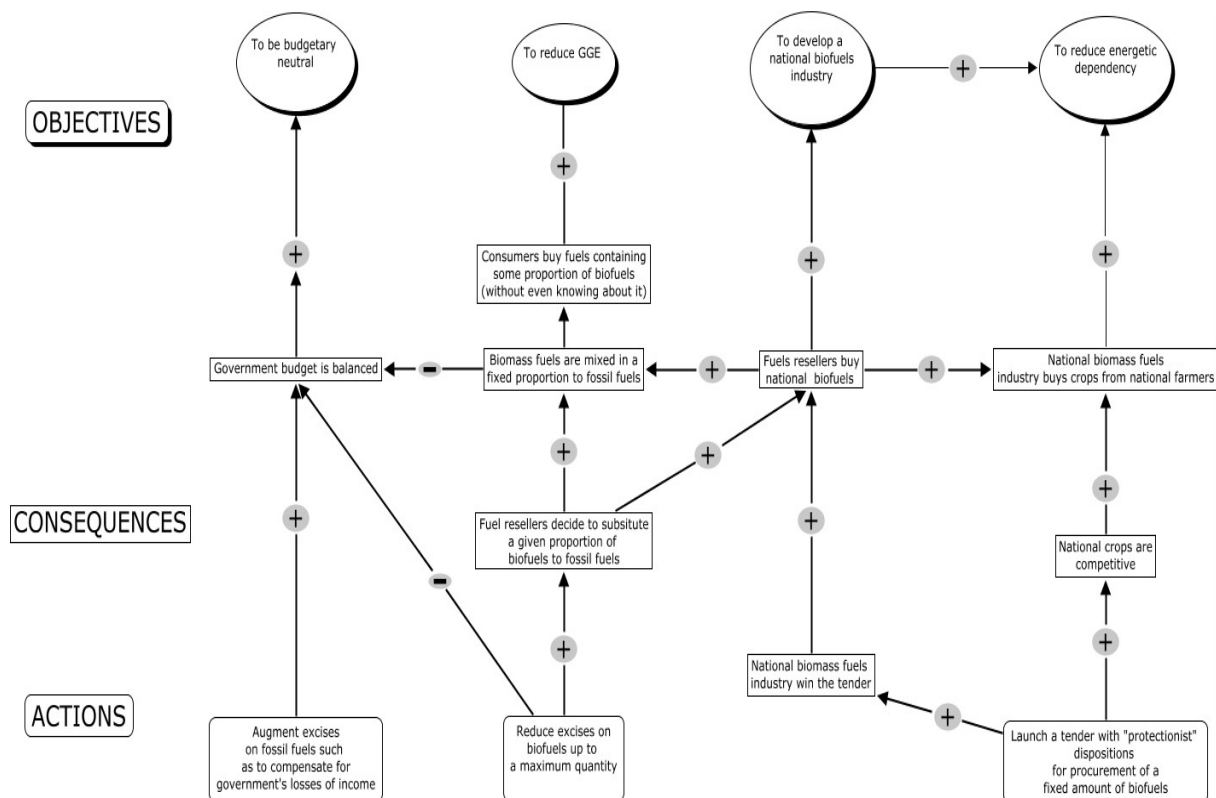 To be budgetary
neutral
To reduce GGE
To develop a
national biofuels
industry
+
To reduce energetic
dependency
OBJECTIVES
+
+
+
+
Consumers buy fuels containing
some proportion of biofuels
(without even knowing about it)
Government budget is balanced
-
Biomass fuels are mixed in a
fixed proportion to fossil fuels
+
Fuels resellers buy
national biofuels
+
National biomass fuels
industry buys crops from national farmers
+
+
+
CONSEQUENCES
+
Fuel resellers decide to subsitute
a given proportion of
biofuels to fossil fuels
+
National crops are
competitive
-
+
+
National biomass fuels
industry win the tender
+
ACTIONS
Augment excises
on fossil fuels such
as to compensate for
government's losses of income
Reduce excises on
biofuels up to
a maximum quantity
Launch a tender with "protectionist"
dispositions
for procurement of a
fixed amount of biofuels